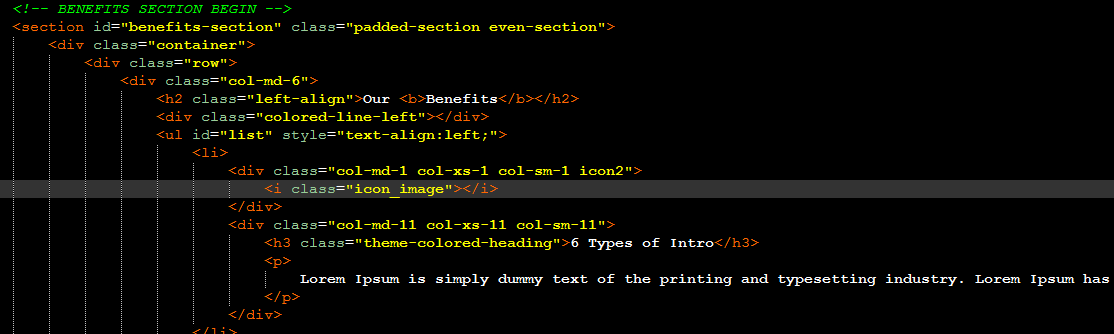 <!-- BENEFITS SECTION BEGIN -->
<section id="benefits-section" class="padded-section even-section">
<div class="container">
<div class="row">
<div class="col-md-6">
<h2 class="left-align">Our <b>Benefits</b></h2>
<div class="colored-line-left"></div>
<ul id="list" style="text-align:left;">
<li>
<div class="col-md-1 col-xs-1 col-sm-1 icon2">
<i class="icon_image"></i>
</div>
<div class="col-md-11 col-xs-11 col-sm-11">
<h3 class="theme-colored-heading">6 Types of Intro</h3>
<p>
Lorem Ipsum is simply dummy text of the printing and typesetting industry. Lorem Ipsum has
</p>
</div>
</li>